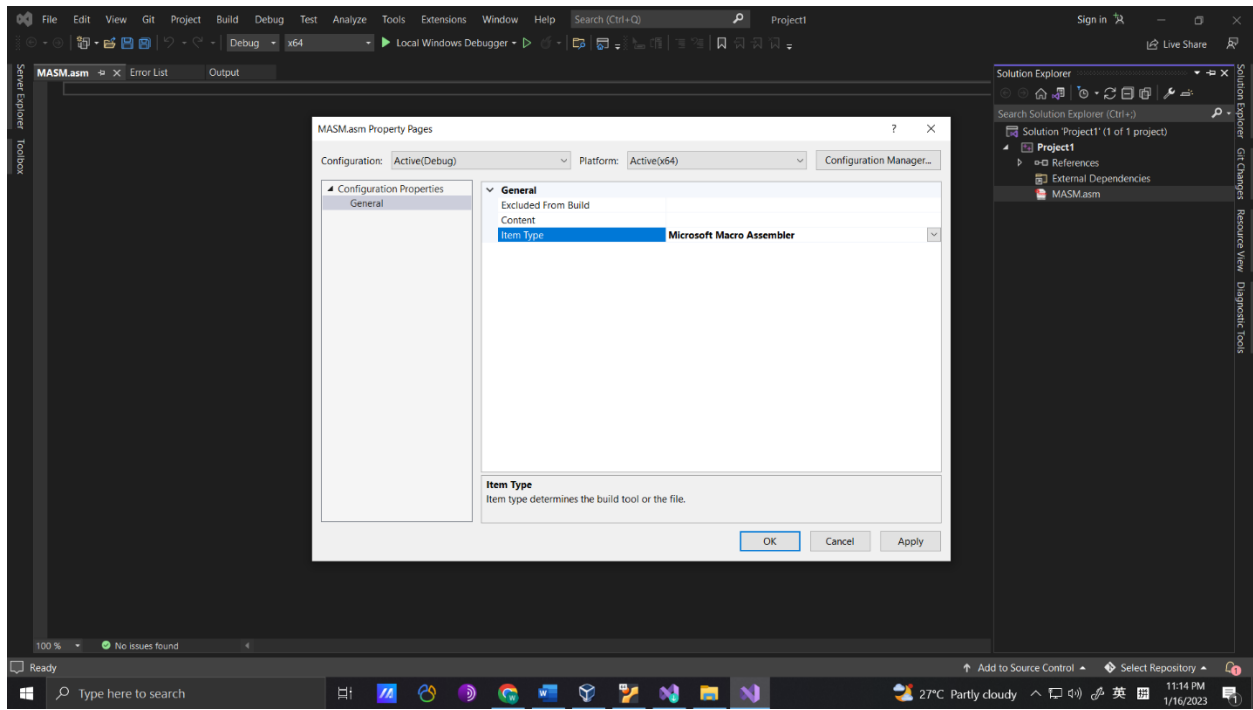 File Edit View Git Project Build Debug Test Analyze Tools Extensions Window Help Search (Ctrl+Q) Project1 Sign in
Debug x64 Local Windows Debugger Live Share
Server Explorer
Toolbox
MASM.asm Error List Output
MASM.asm Property Pages ?
Configuration: Active(Debug) Platform: Active(x64) Configuration Manager...
Configuration Properties
General
General
Excluded From Build
Content
Item Type Microsoft Macro Assembler
Item Type
Item type determines the build tool or the file.
OK Cancel Apply
Solution Explorer
Search Solution Explorer (Ctrl+;)
Solution 'Project1' (1 of 1 project)
Project1
References
External Dependencies
MASM.asm
Solution Explorer
Git Changes
Resource View
Diagnostic Tools
100 % No issues found
Ready Add to Source Control Select Repository 1
Type here to search 27°C Partly cloudy 英 11:14 PM
1/16/2023 1